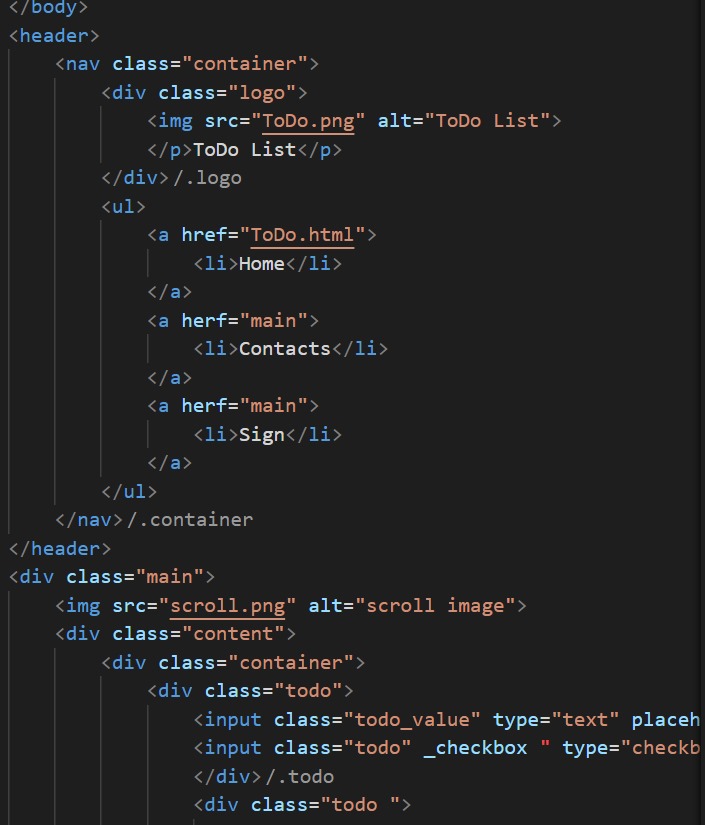 </body>
<header>
<nav class="container">
<div class="logo">
<img src="ToDo.png" alt="ToDo List">
</p>ToDo List</p>
</div>/.logo
<ul>
<a href="ToDo.html">
<li>Home</li>
</a>
<a herf="main">
<li>Contacts</li>
</a>
<a herf="main">
<li>Sign</li>
</a>
</ul>
</nav>/.container
</header>
<div class="main">
<img src="scroll.png" alt="scroll image">
<div class="content">
<div class="container">
<div class="todo">
<input class="todo_value" type="text" placeh
<input class="todo" _checkbox " type="checkb
</div>/.todo
<div class="todo ">